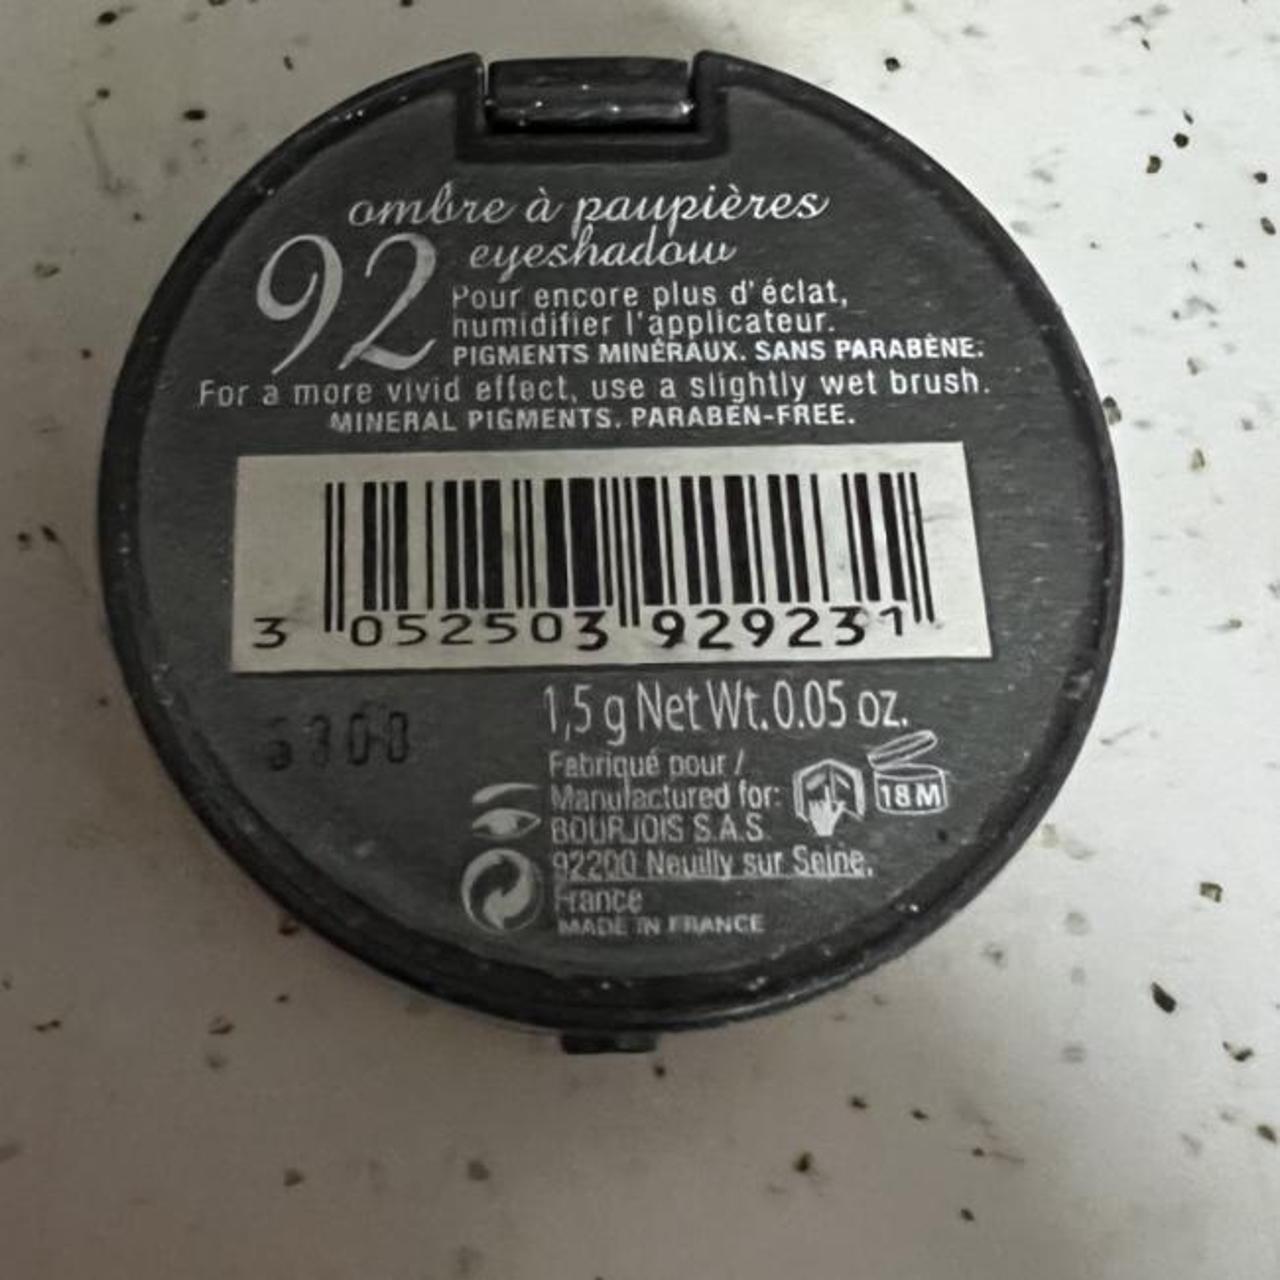 ombre à paupières
92 eyeshadow
Pour encore plus d'éclat,
humidifier l'applicateur.
PIGMENTS MINÉRAUX. SANS PARABÈNE.
For a more vivid effect, use a slightly wet brush.
MINERAL PIGMENTS. PARABEN-FREE.
3 052503 929231
1,5 g Net Wt. 0.05 oz.
Fabriqué pour /
Manufactured for:
18M
BOURJOIS S.A.S.
92200 Neuilly sur Seine,
France
MADE IN FRANCE